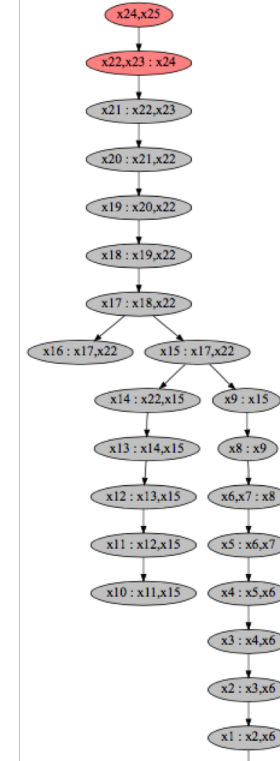 x24,x25
x22,x23 : x24
x21 : x22,x23
x20 : x21,x22
x19 : x20,x22
x18 : x19,x22
x17 : x18,x22
x16 : x17,x22
x15 : x17,x22
x14 : x22,x15
x9 : x15
x13 : x14,x15
x8 : x9
x12 : x13,x15
x6,x7 : x8
x11 : x12,x15
x5 : x6,x7
x10 : x11,x15
x4 : x5,x6
x3 : x4,x6
x2 : x3,x6
x1 : x2,x6